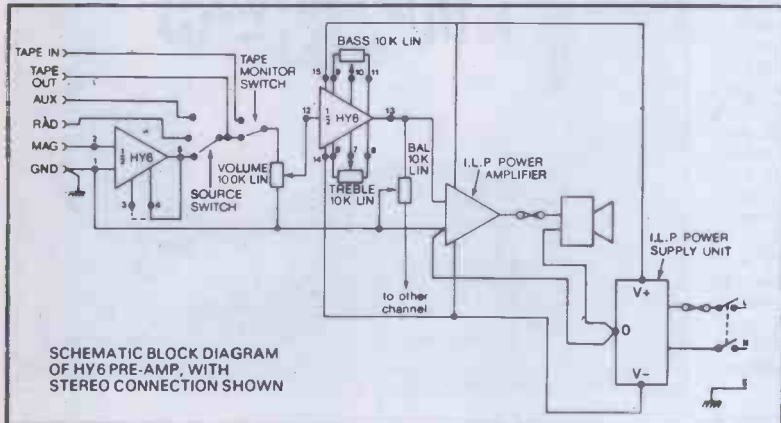 TAPE IN
TAPE
OUT
AUX
RAD
MAG
GND
2
1
½ HY6
3
4
5
SOURCE
SWITCH
TAPE
MONITOR
SWITCH
VOLUME
100K LIN
BASS 10K LIN
15
9
10
11
12
½ HY6
13
14
6
7
8
TREBLE
10K LIN
BAL
10K
LIN
to other
channel
I.L.P POWER
AMPLIFIER
I.L.P POWER
SUPPLY UNIT
V+
O
V-
L
N
E
SCHEMATIC BLOCK DIAGRAM
OF HY6 PRE-AMP, WITH
STEREO CONNECTION SHOWN